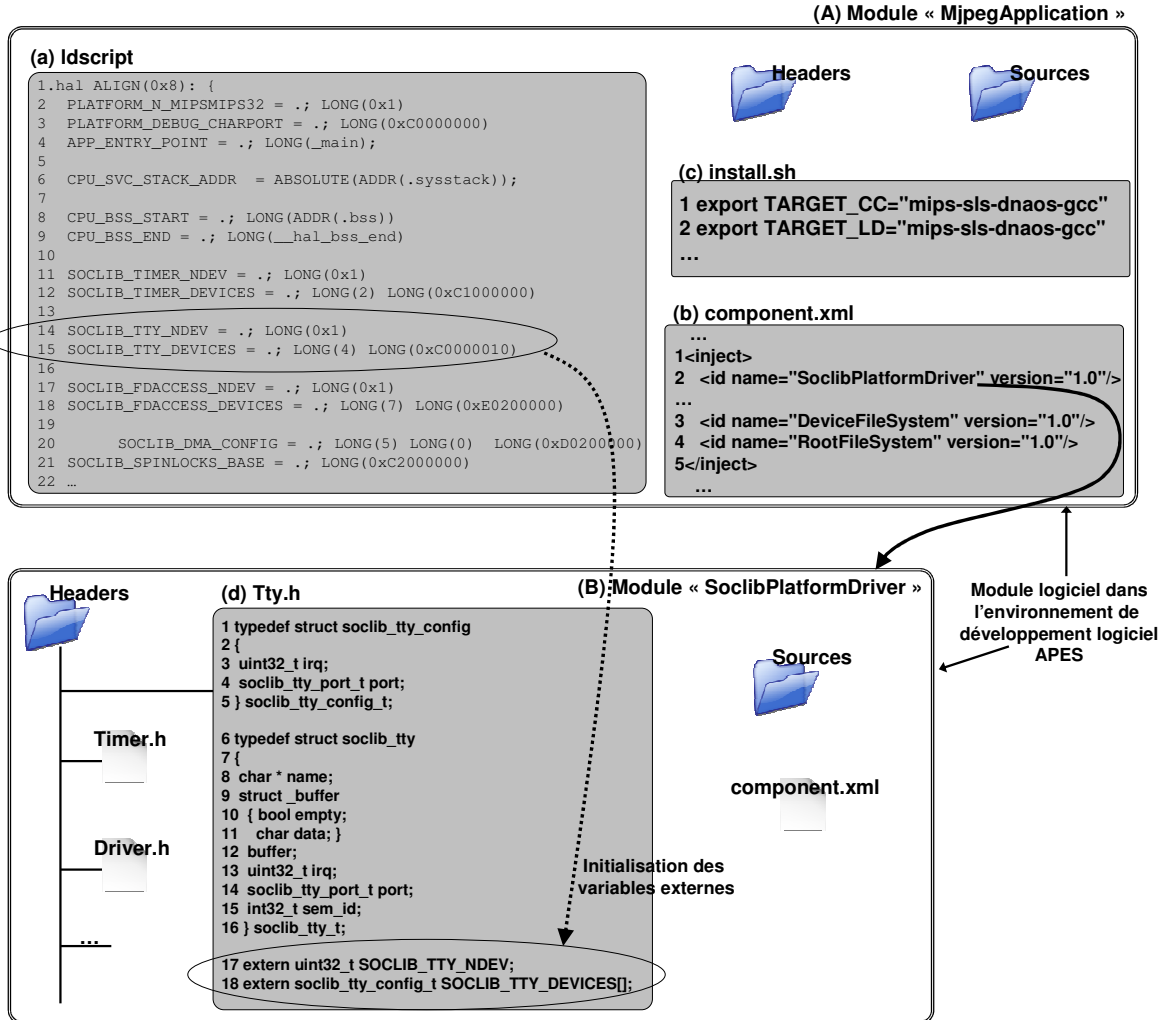 (A) Module « MjpegApplication »
(a) ldscript
1.hal ALIGN(0x8): {
2 PLATFORM_N_MIPSMIPS32 = .; LONG(0x1)
3 PLATFORM_DEBUG_CHARPORT = .; LONG(0xC0000000)
4 APP_ENTRY_POINT = .; LONG(_main);
5
6 CPU_SVC_STACK_ADDR = ABSOLUTE(ADDR(.sysstack));
7
8 CPU_BSS_START = .; LONG(ADDR(.bss))
9 CPU_BSS_END = .; LONG(__hal_bss_end)
10
11 SOCLIB_TIMER_NDEV = .; LONG(0x1)
12 SOCLIB_TIMER_DEVICES = .; LONG(2) LONG(0xC1000000)
13
14 SOCLIB_TTY_NDEV = .; LONG(0x1)
15 SOCLIB_TTY_DEVICES = .; LONG(4) LONG(0xC0000010)
16
17 SOCLIB_FDACCESS_NDEV = .; LONG(0x1)
18 SOCLIB_FDACCESS_DEVICES = .; LONG(7) LONG(0xE0200000)
19
20 SOCLIB_DMA_CONFIG = .; LONG(5) LONG(0) LONG(0xD0200000)
21 SOCLIB_SPINLOCKS_BASE = .; LONG(0xC2000000)
22 …
Headers
Sources
(c) install.sh
1 export TARGET_CC="mips-sls-dnaos-gcc"
2 export TARGET_LD="mips-sls-dnaos-gcc"
…
(b) component.xml
…
1<inject>
2 <id name="SoclibPlatformDriver" version="1.0"/>
…
3 <id name="DeviceFileSystem" version="1.0"/>
4 <id name="RootFileSystem" version="1.0"/>
5</inject>
…
(B) Module « SoclibPlatformDriver »
Headers
Timer.h
Driver.h
…
(d) Tty.h
1 typedef struct soclib_tty_config
2 {
3 uint32_t irq;
4 soclib_tty_port_t port;
5 } soclib_tty_config_t;
6 typedef struct soclib_tty
7 {
8 char * name;
9 struct _buffer
10 { bool empty;
11 char data; }
12 buffer;
13 uint32_t irq;
14 soclib_tty_port_t port;
15 int32_t sem_id;
16 } soclib_tty_t;
17 extern uint32_t SOCLIB_TTY_NDEV;
18 extern soclib_tty_config_t SOCLIB_TTY_DEVICES[];
Initialisation des
variables externes
Sources
component.xml
Module logiciel dans
l'environnement de
développement logiciel
APES